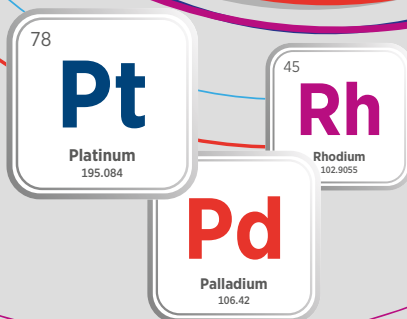 78
Pt
Platinum
195.084
45
Rh
Rhodium
102.9055
Pd
Palladium
106.42